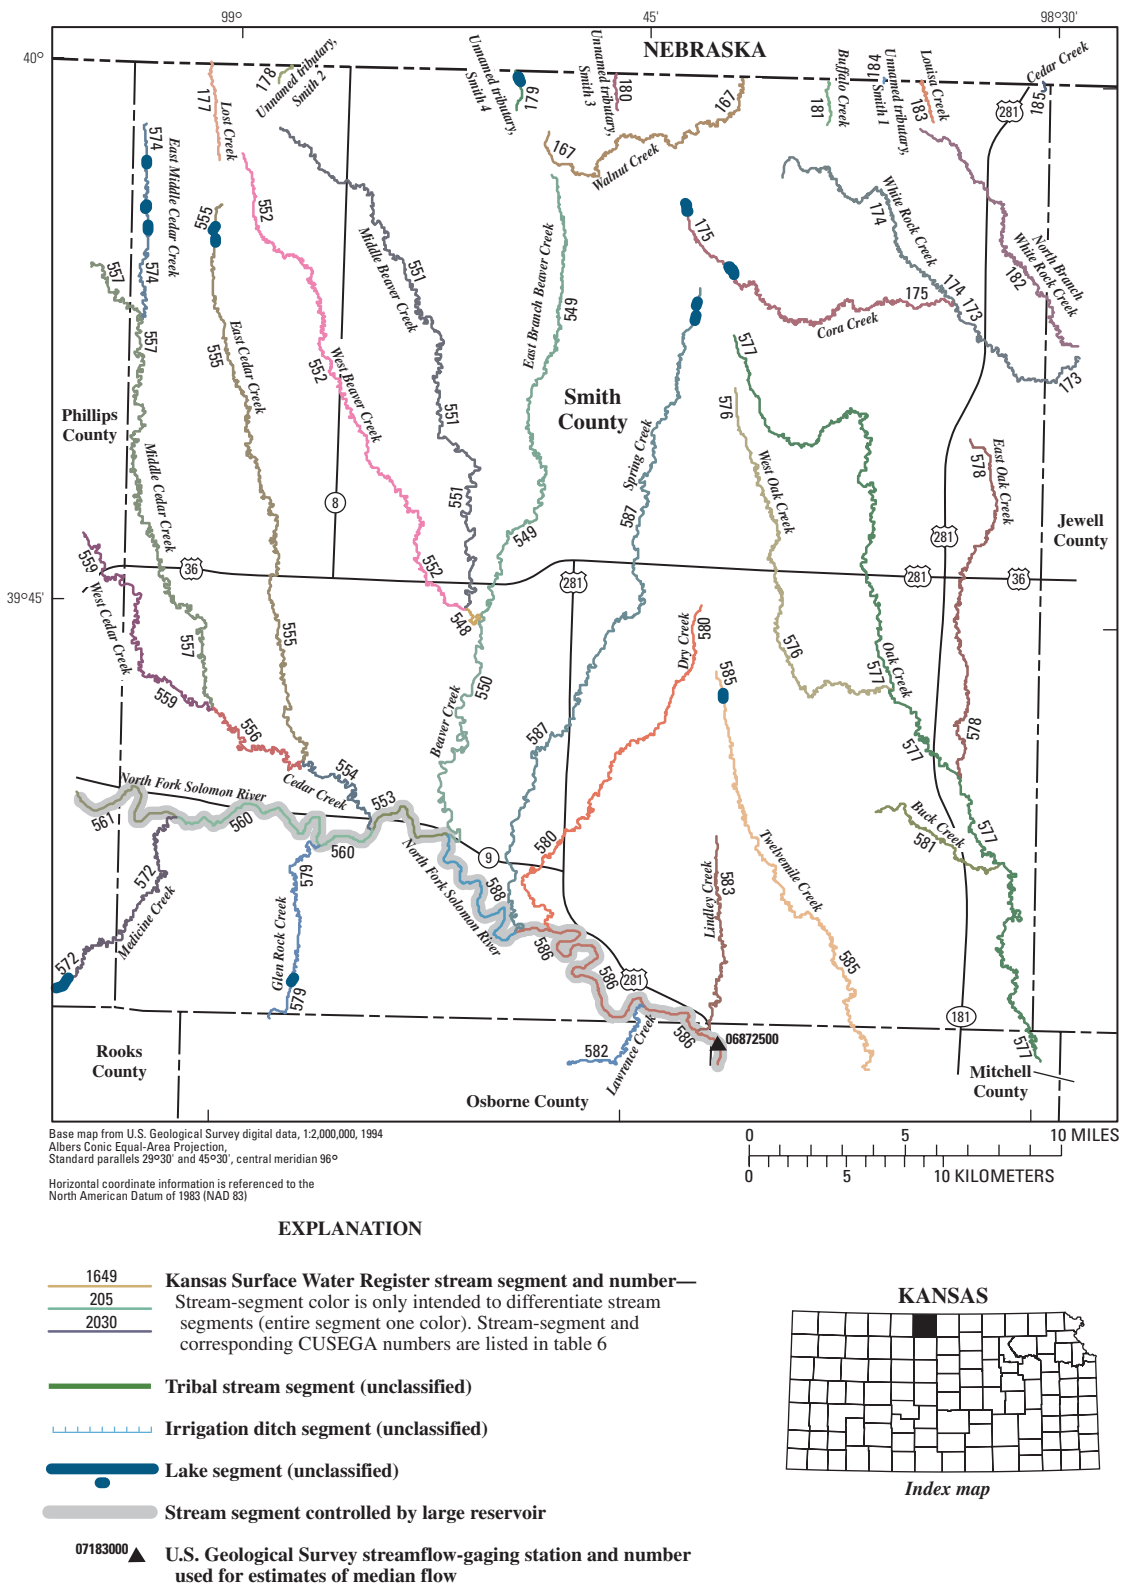 99°
45'
98°30'
40°
NEBRASKA
178
Unnamed tributary,
Smith 2
177
Lost Creek
Unnamed tributary,
Smith 4
179
Unnamed tributary,
Smith 3
180
167
167
Walnut Creek
Buffalo Creek
181
184
Unnamed tributary,
Smith 1
Louisa Creek
183
Cedar Creek
281
185
574
East Middle Cedar Creek
574
557
557
555
552
Middle Beaver Creek
551
East Branch Beaver Creek
549
175
White Rock Creek
174
174
173
175
Cora Creek
North Branch
White Rock Creek
182
173
East Cedar Creek
555
West Beaver Creek
552
577
576
Phillips
County
Smith
County
551
Spring Creek
Middle Cedar Creek
West Oak Creek
East Oak Creek
578
8
551
587
549
Jewell
County
281
559
36
552
281
281
36
39°45'
West Cedar Creek
548
Dry Creek
580
557
555
576
Oak Creek
577
559
550
585
556
Beaver Creek
587
577
578
554
Cedar Creek
North Fork Solomon River
553
561
560
560
Buck Creek
581
577
9
580
Twelvemile Creek
572
579
North Fork Solomon River
588
583
Lindley Creek
Medicine Creek
Glen Rock Creek
572
586
586
585
579
281
181
586
582
Lawrence Creek
06872500
577
Rooks
County
Mitchell
County
Osborne County
Base map from U.S. Geological Survey digital data, 1:2,000,000, 1994
Albers Conic Equal-Area Projection,
Standard parallels 29°30' and 45°30', central meridian 96°
Horizontal coordinate information is referenced to the
North American Datum of 1983 (NAD 83)
0 5 10 MILES
0 5 10 KILOMETERS
EXPLANATION
1649
205
2030
Kansas Surface Water Register stream segment and number—
Stream-segment color is only intended to differentiate stream
segments (entire segment one color). Stream-segment and
corresponding CUSEGA numbers are listed in table 6
Tribal stream segment (unclassified)
Irrigation ditch segment (unclassified)
Lake segment (unclassified)
Stream segment controlled by large reservoir
07183000
U.S. Geological Survey streamflow-gaging station and number
used for estimates of median flow
KANSAS
Index map